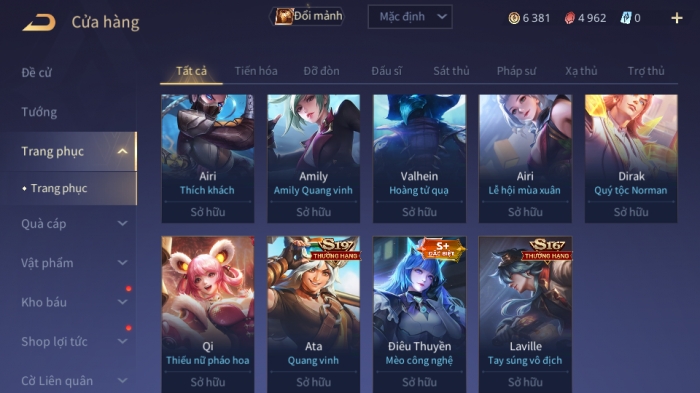 Cửa hàng
Đổi mảnh
Mặc định
6 381
4 962
0
Đề cử
Tướng
Trang phục
Trang phục
Quà cáp
Vật phẩm
Kho báu
Shop lợi tức
Cờ Liên quân
Tất cả
Tiến hóa
Đỡ đòn
Đấu sĩ
Sát thủ
Pháp sư
Xạ thủ
Trợ thủ
Airi
Thích khách
Sở hữu
Amily
Amily Quang vinh
Sở hữu
Valhein
Hoàng tử quạ
Sở hữu
Airi
Lễ hội mùa xuân
Sở hữu
Dirak
Quý tộc Norman
Sở hữu
Qi
Thiếu nữ pháo hoa
Sở hữu
S19
THƯỞNG HẠNG
Ata
Quang vinh
Sở hữu
S+
ĐẶC BIỆT
Điêu Thuyền
Mèo công nghệ
Sở hữu
S16
THƯỞNG HẠNG
Laville
Tay súng vô địch
Sở hữu